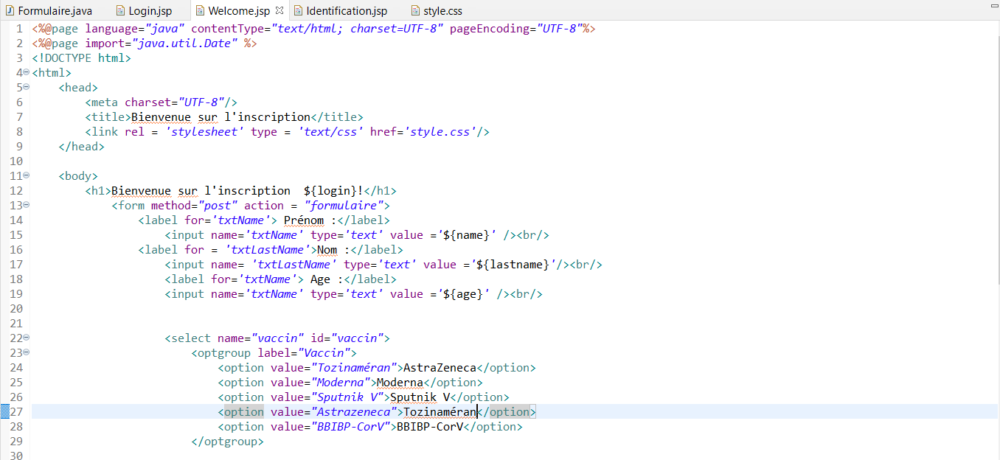 Formulaire.java Login.jsp Welcome.jsp Identification.jsp style.css
1 <%@page language="java" contentType="text/html; charset=UTF-8" pageEncoding="UTF-8"%>
2 <%@page import="java.util.Date" %>
3 <!DOCTYPE html>
4 <html>
5     <head>
6         <meta charset="UTF-8"/>
7         <title>Bienvenue sur l'inscription</title>
8         <link rel = 'stylesheet' type = 'text/css' href='style.css'/>
9     </head>
10
11     <body>
12         <h1>Bienvenue sur l'inscription  ${login}!</h1>
13             <form method="post" action = "formulaire">
14                 <label for='txtName'> Prénom :</label>
15                     <input name='txtName' type='text' value ='${name}' /><br/>
16                 <label for = 'txtLastName'>Nom :</label>
17                     <input name= 'txtLastName' type='text' value ='${lastname}'/><br/>
18                     <label for='txtName'> Age :</label>
19                     <input name='txtName' type='text' value ='${age}' /><br/>
20
21
22                     <select name="vaccin" id="vaccin">
23                         <optgroup label="Vaccin">
24                             <option value="Tozinaméran">AstraZeneca</option>
25                             <option value="Moderna">Moderna</option>
26                             <option value="Sputnik V">Sputnik V</option>
27                             <option value="Astrazeneca">Tozinaméran</option>
28                             <option value="BBIBP-CorV">BBIBP-CorV</option>
29                         </optgroup>
30